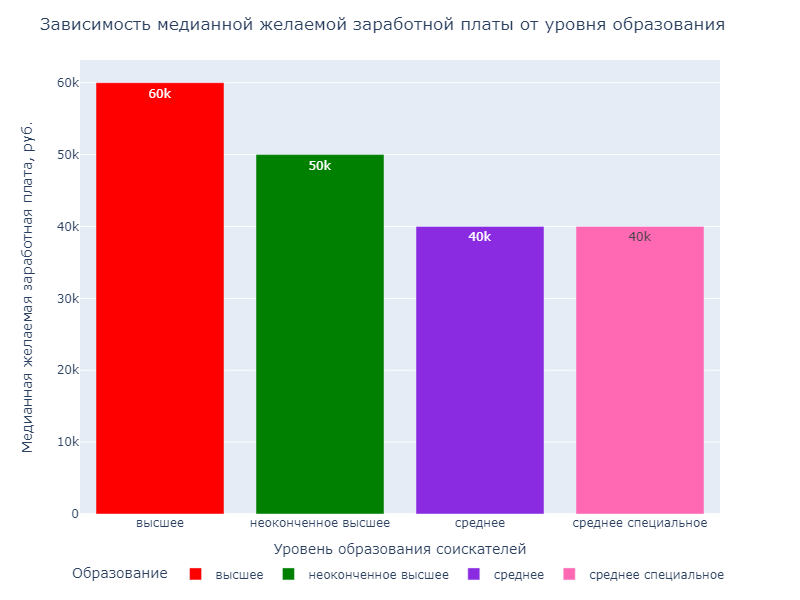 Зависимость медианной желаемой заработной платы от уровня образования
Медианная желаемая заработная плата, руб.
60k
50k
40k
30k
20k
10k
0
60k
50k
40k
40k
высшее
неоконченное высшее
среднее
среднее специальное
Уровень образования соискателей
Образование
высшее
неоконченное высшее
среднее
среднее специальное